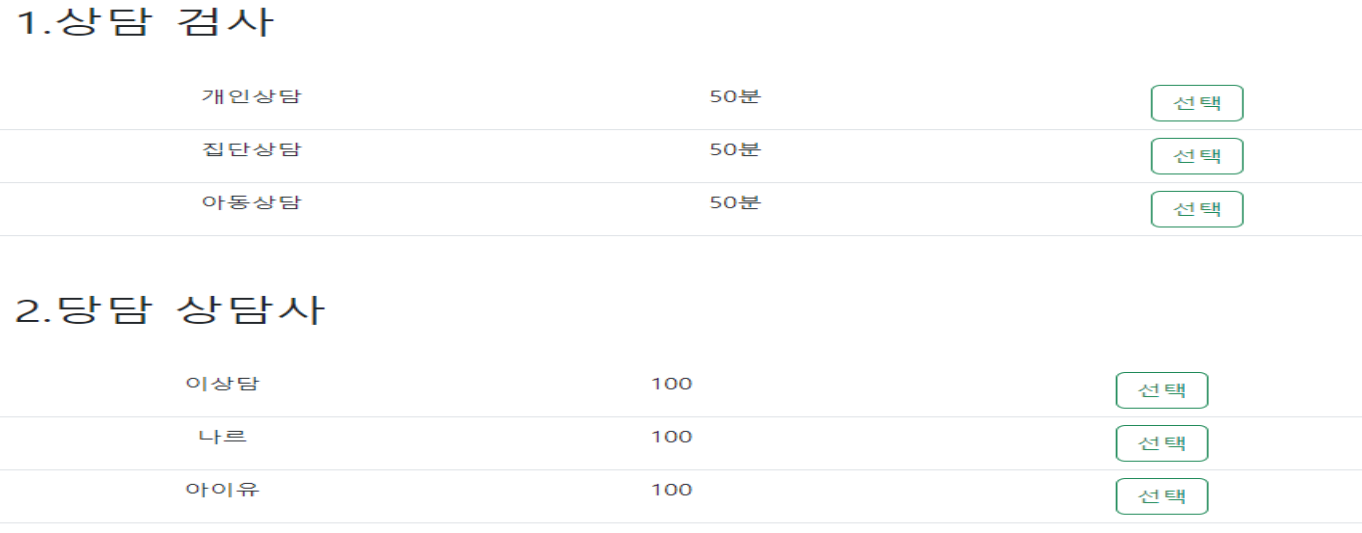 1.상담 검사
개인상담 50분 선택
집단상담 50분 선택
아동상담 50분 선택
2.당담 상담사
이상담 100 선택
나르 100 선택
아이유 100 선택